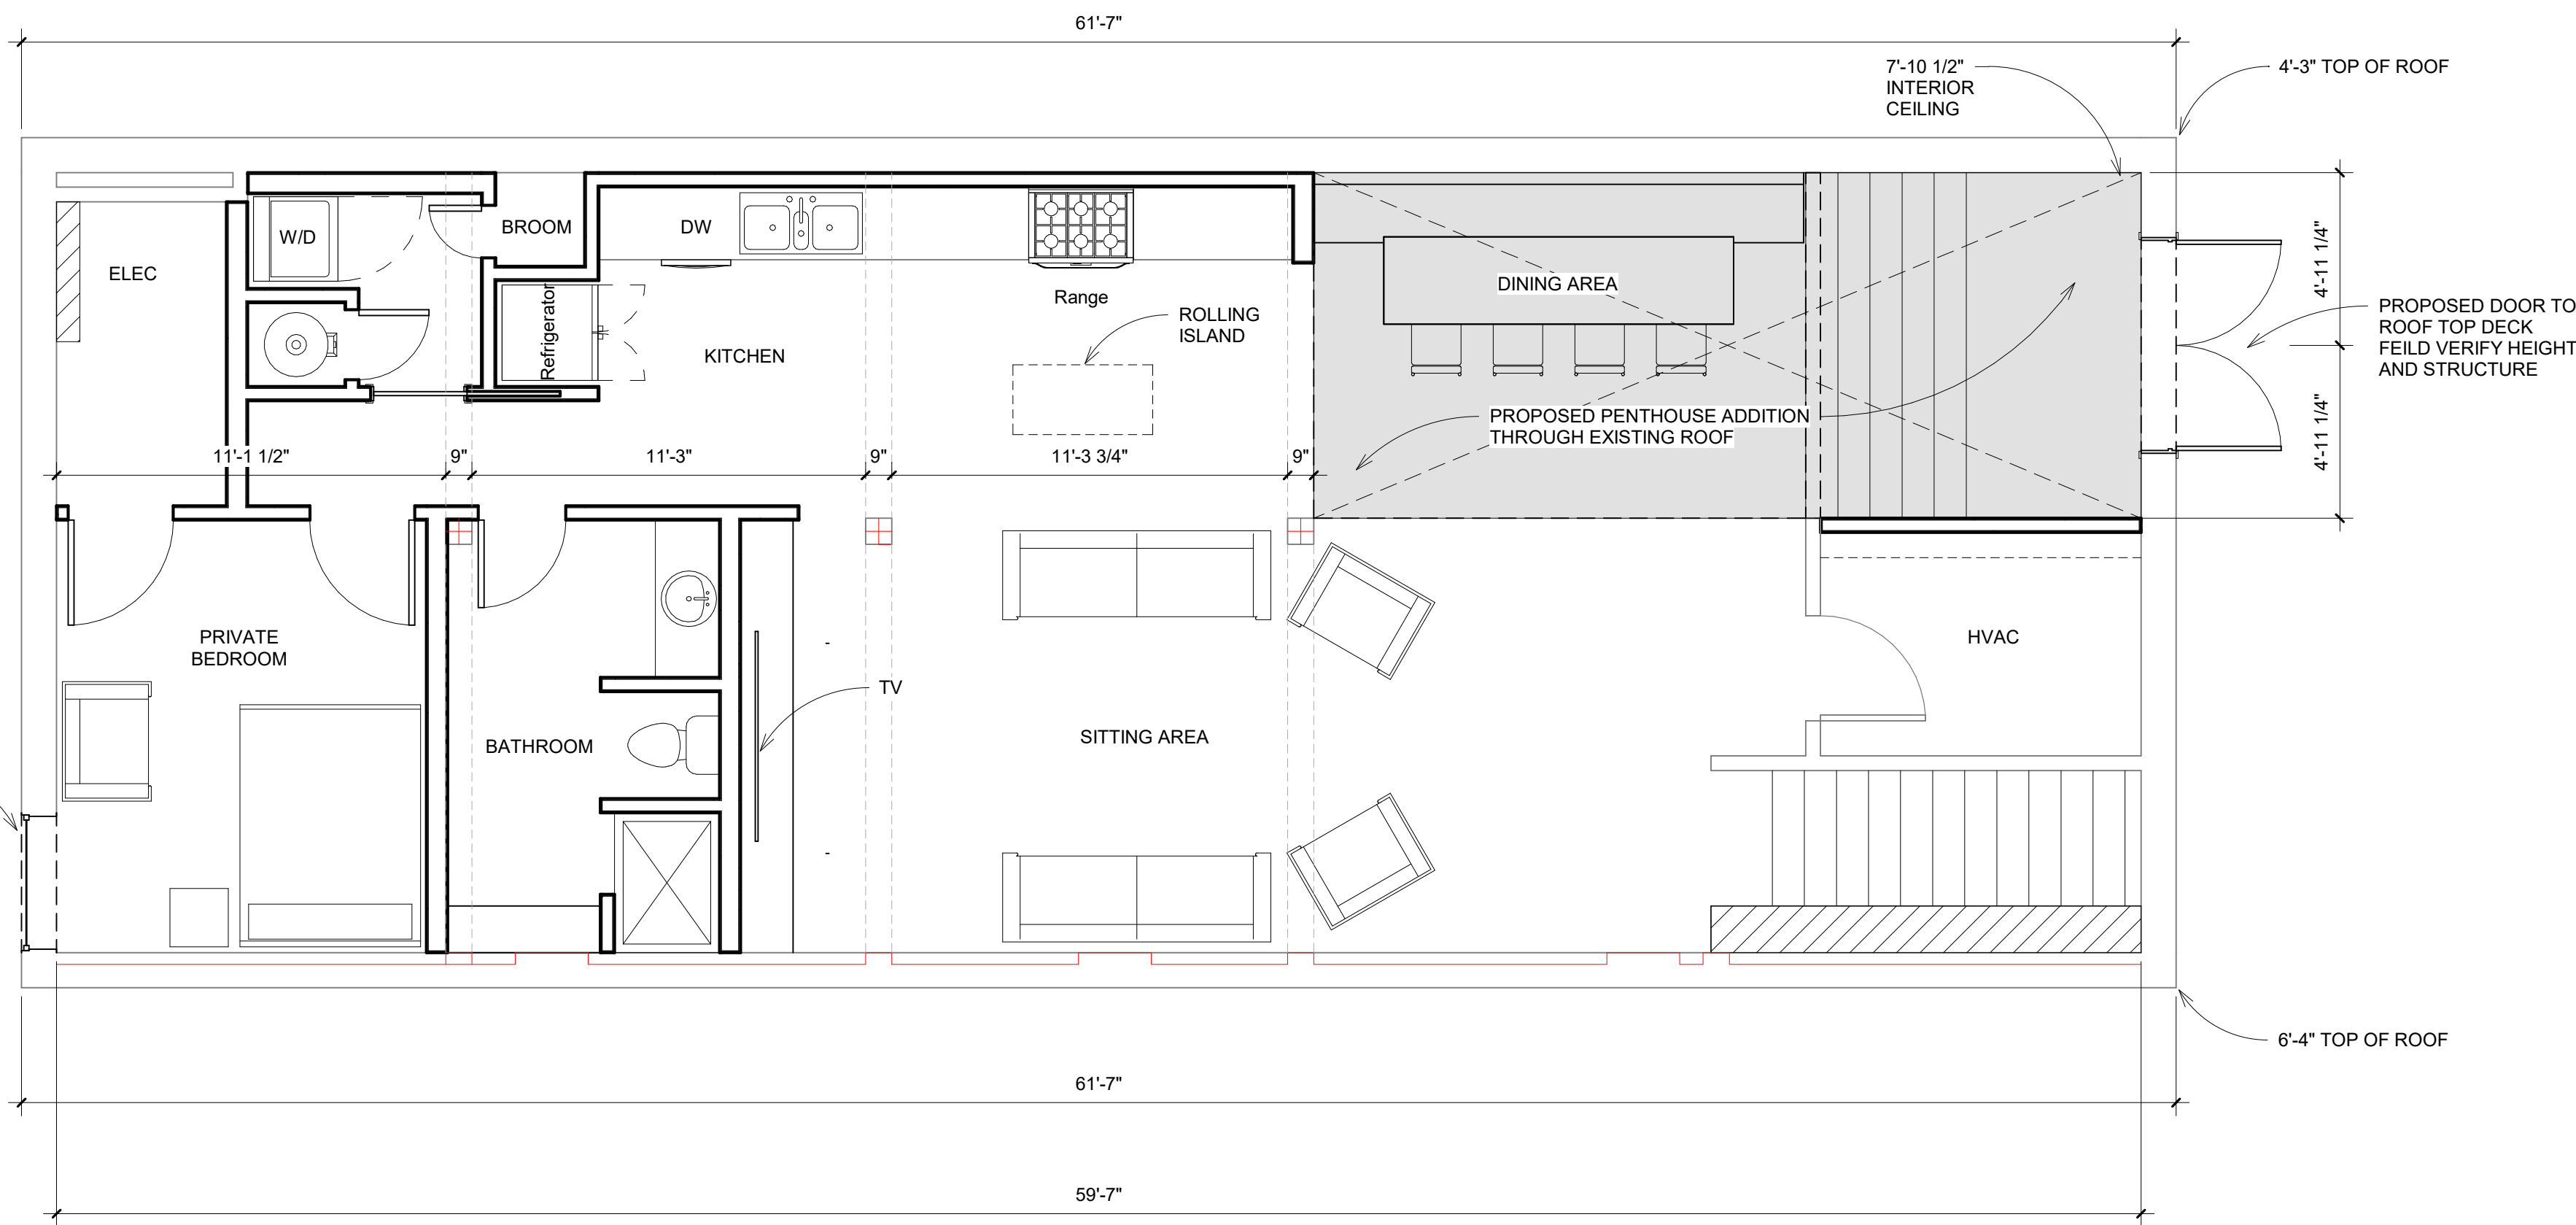 61'-7"
7'-10 1/2"
INTERIOR
CEILING
4'-3" TOP OF ROOF
W/D
BROOM
DW
ELEC
Refrigerator
KITCHEN
Range
ROLLING
ISLAND
DINING AREA
4'-11 1/4"
PROPOSED DOOR TO
ROOF TOP DECK
FEILD VERIFY HEIGHT
AND STRUCTURE
PROPOSED PENTHOUSE ADDITION
THROUGH EXISTING ROOF
4'-11 1/4"
11'-1 1/2"
9"
11'-3"
9"
11'-3 3/4"
9"
PRIVATE
BEDROOM
HVAC
TV
BATHROOM
SITTING AREA
6'-4" TOP OF ROOF
61'-7"
59'-7"